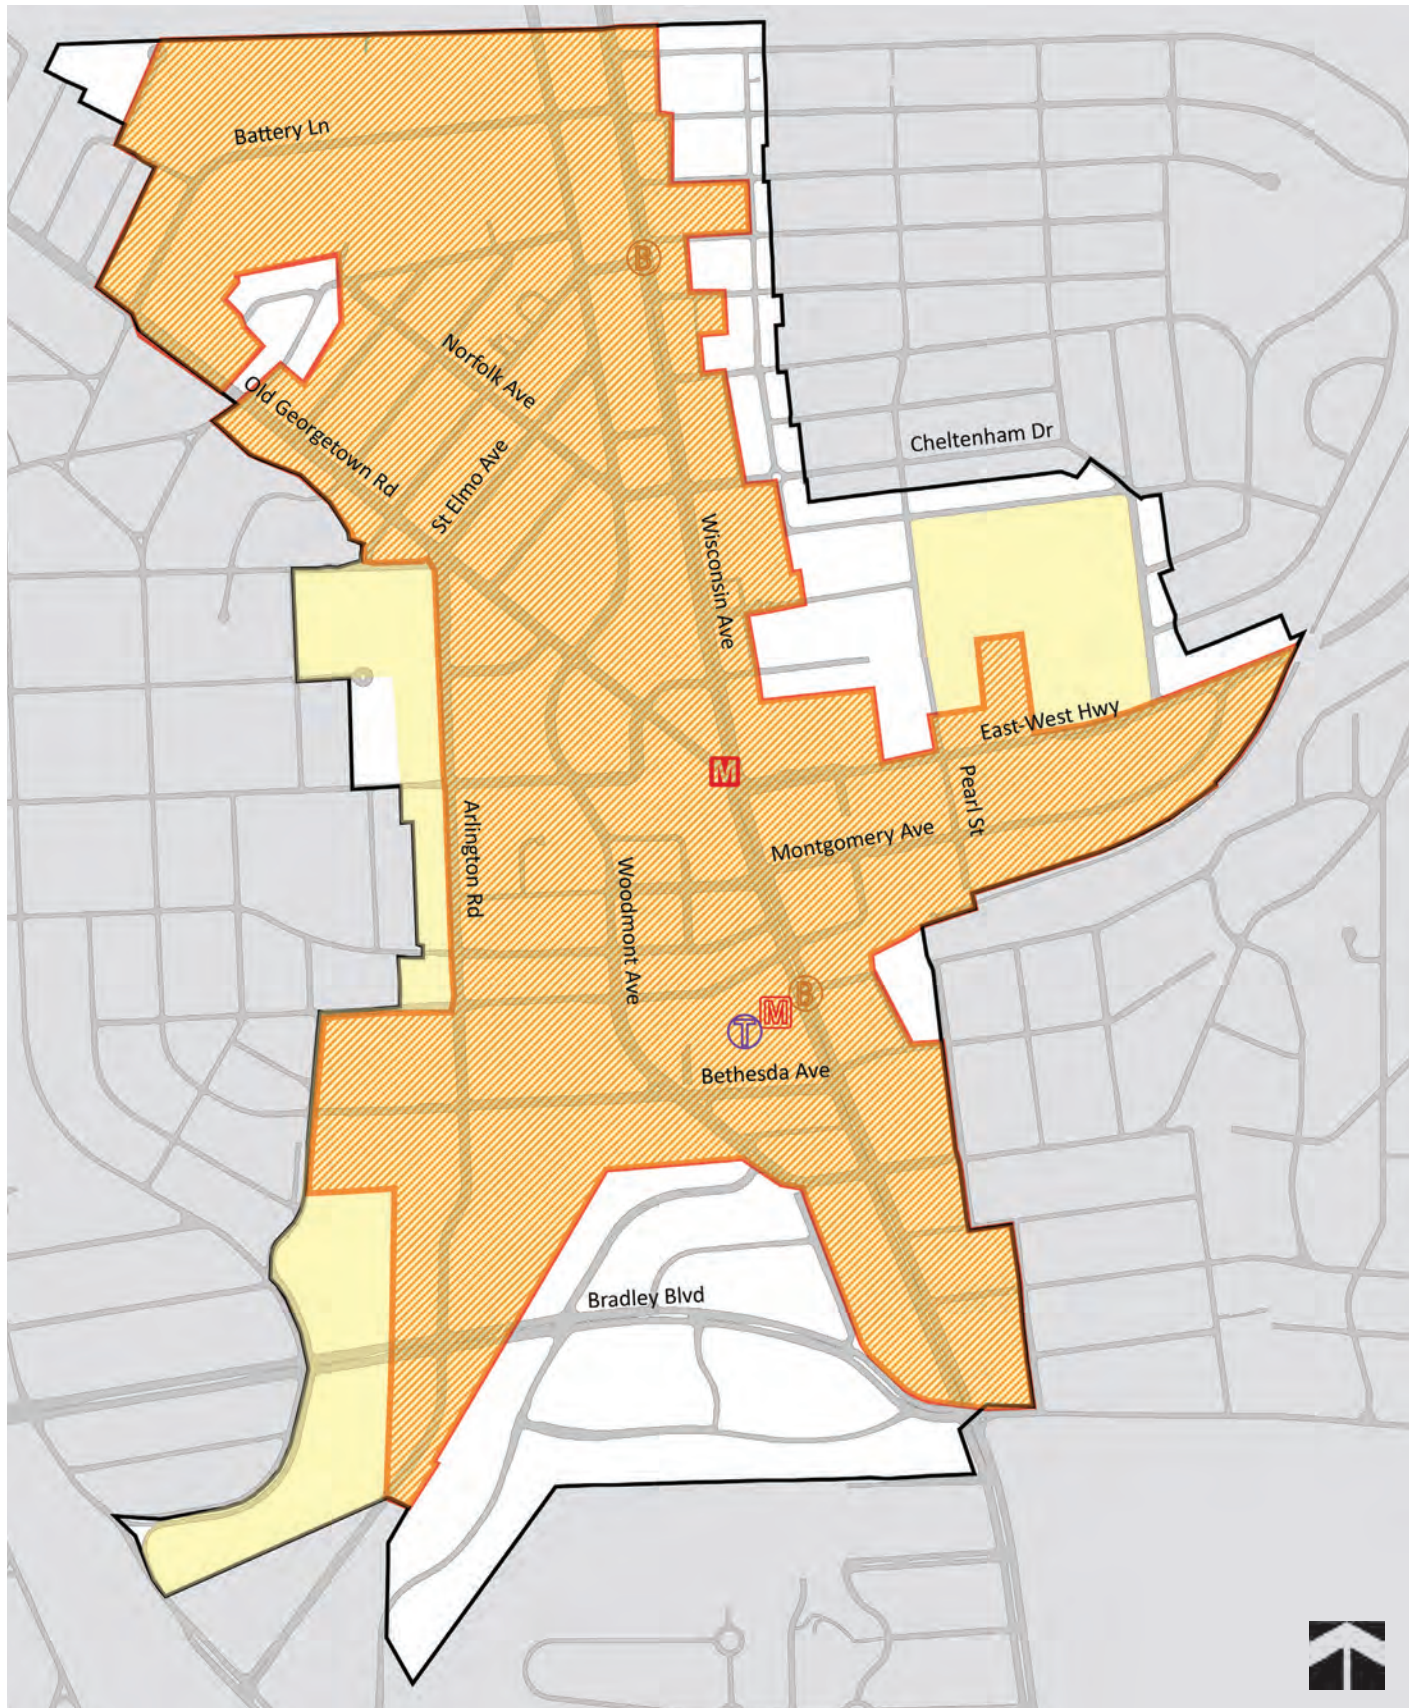 Battery Ln
B
Norfolk Ave
Old Georgetown Rd
St Elmo Ave
Cheltenham Dr
Wisconsin Ave
East-West Hwy
M
Pearl St
Arlington Rd
Montgomery Ave
Woodmont Ave
B
M
T
Bethesda Ave
Bradley Blvd